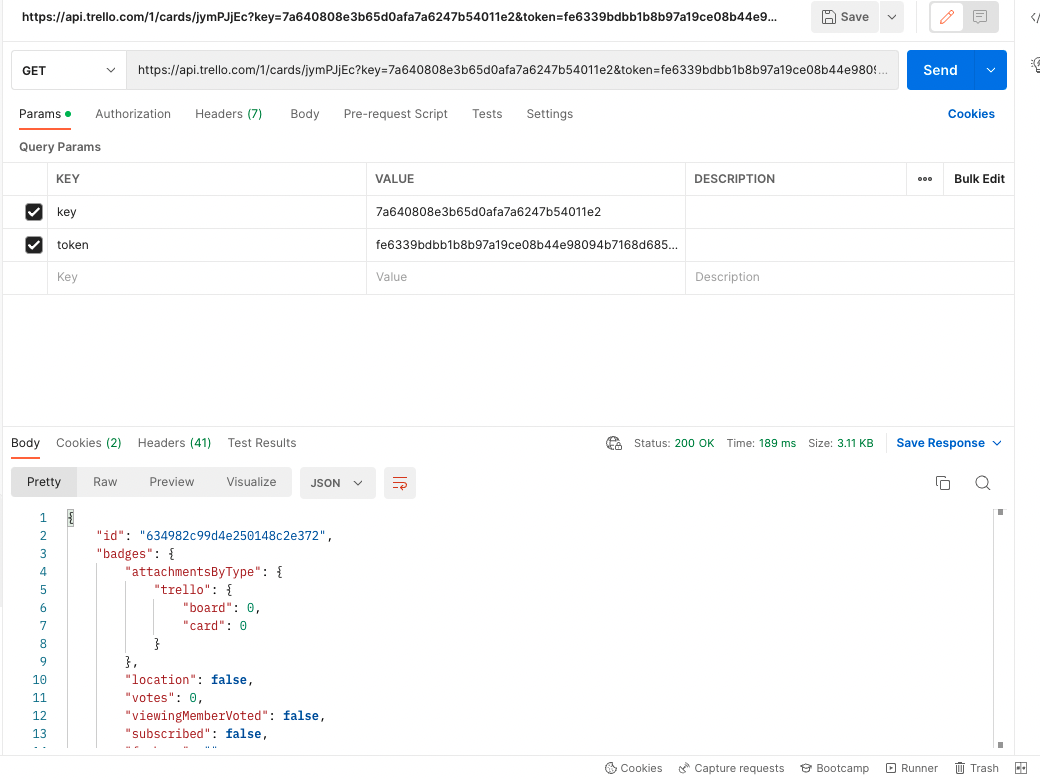 https://api.trello.com/1/cards/jymPJjEc?key=7a640808e3b65d0afa7a6247b54011e2&token=fe6339bdbb1b8b97a19ce08b44e9...
Save
GET
https://api.trello.com/1/cards/jymPJjEc?key=7a640808e3b65d0afa7a6247b54011e2&token=fe6339bdbb1b8b97a19ce08b44e9809...
Send
Params Authorization Headers (7) Body Pre-request Script Tests Settings Cookies
Query Params
KEY VALUE DESCRIPTION ••• Bulk Edit
key 7a640808e3b65d0afa7a6247b54011e2
token fe6339bdbb1b8b97a19ce08b44e98094b7168d685...
Key Value Description
Body Cookies (2) Headers (41) Test Results Status: 200 OK Time: 189 ms Size: 3.11 KB Save Response
Pretty Raw Preview Visualize JSON
1 {
2 "id": "634982c99d4e250148c2e372",
3 "badges": {
4 "attachmentsByType": {
5 "trello": {
6 "board": 0,
7 "card": 0
8 }
9 },
10 "location": false,
11 "votes": 0,
12 "viewingMemberVoted": false,
13 "subscribed": false,
Cookies Capture requests Bootcamp Runner Trash